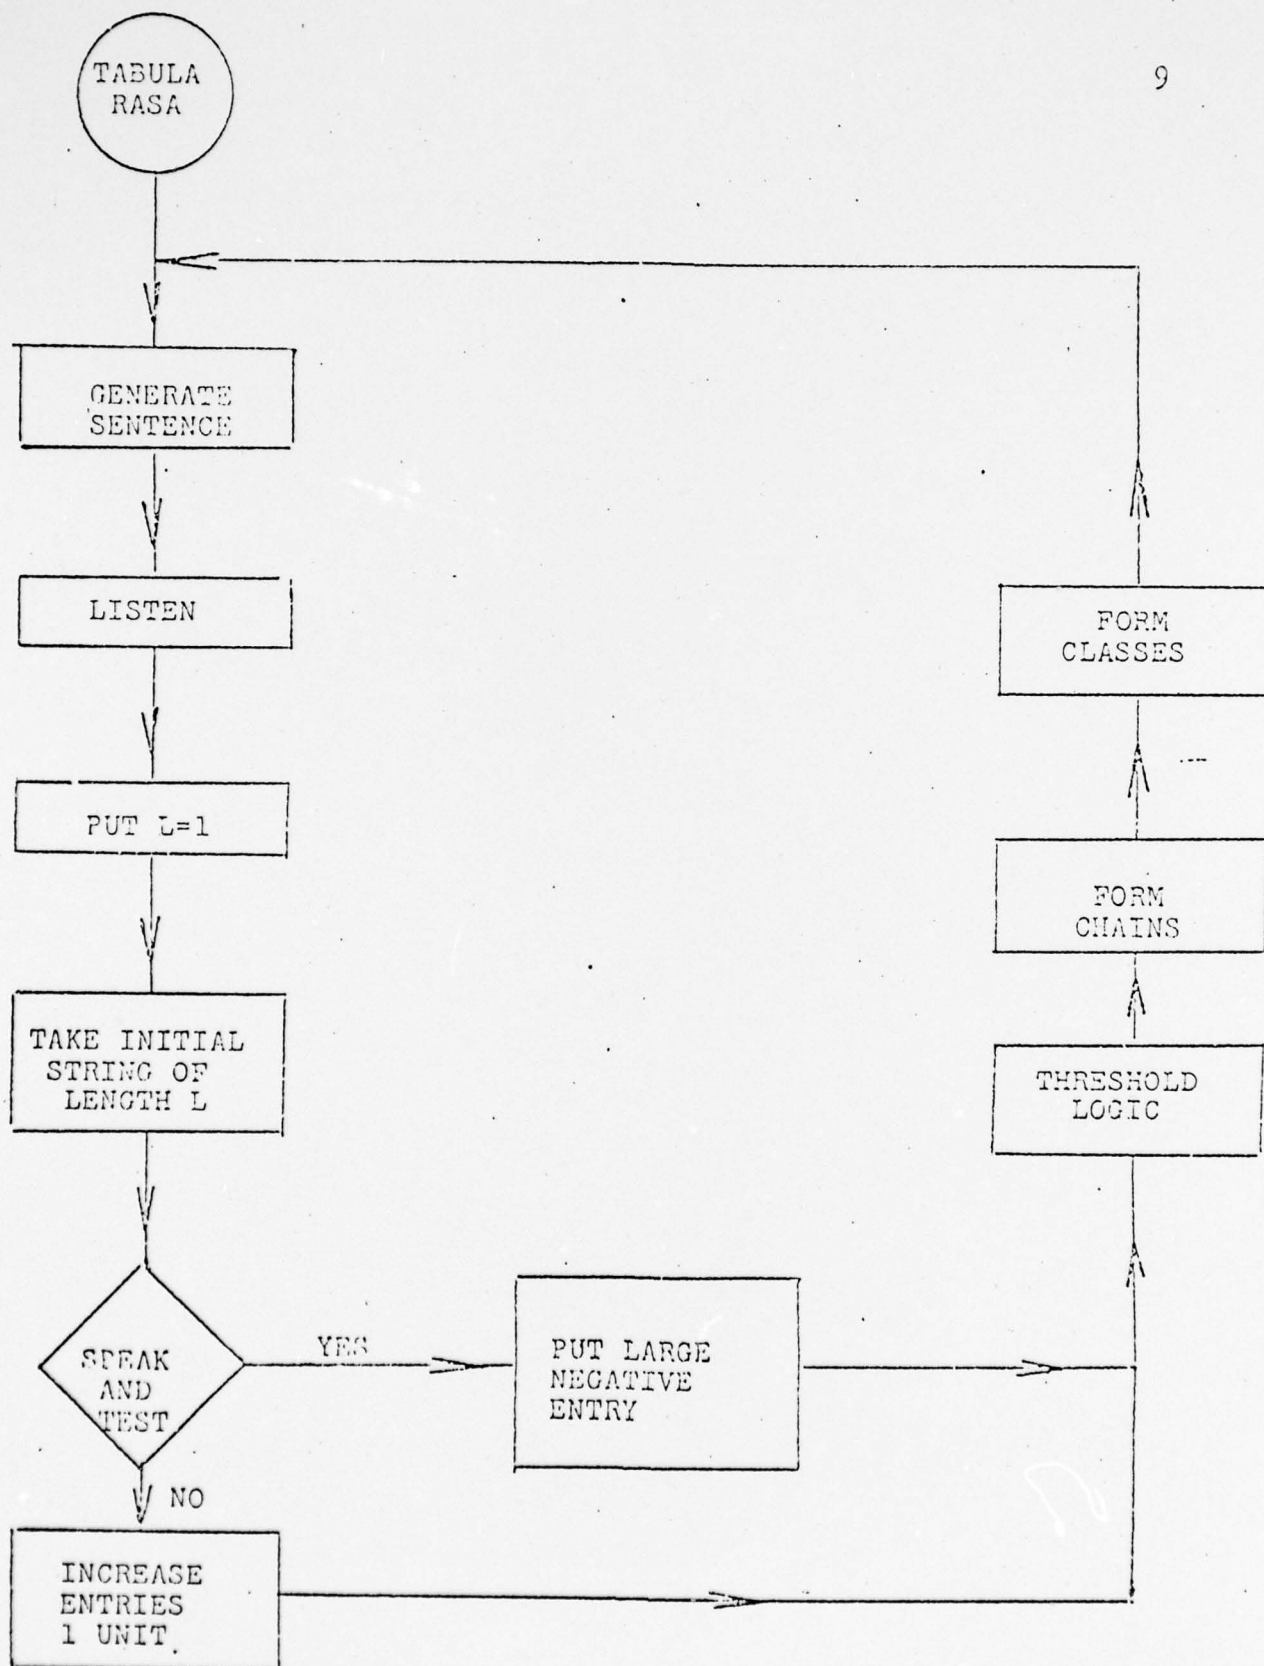 9
TABULA
RASA
GENERATE
SENTENCE
LISTEN
PUT L=1
TAKE INITIAL
STRING OF
LENGTH L
SPEAK
AND
TEST
YES
PUT LARGE
NEGATIVE
ENTRY
NO
INCREASE
ENTRIES
1 UNIT.
THRESHOLD
LOGIC
FORM
CHAINS
FORM
CLASSES